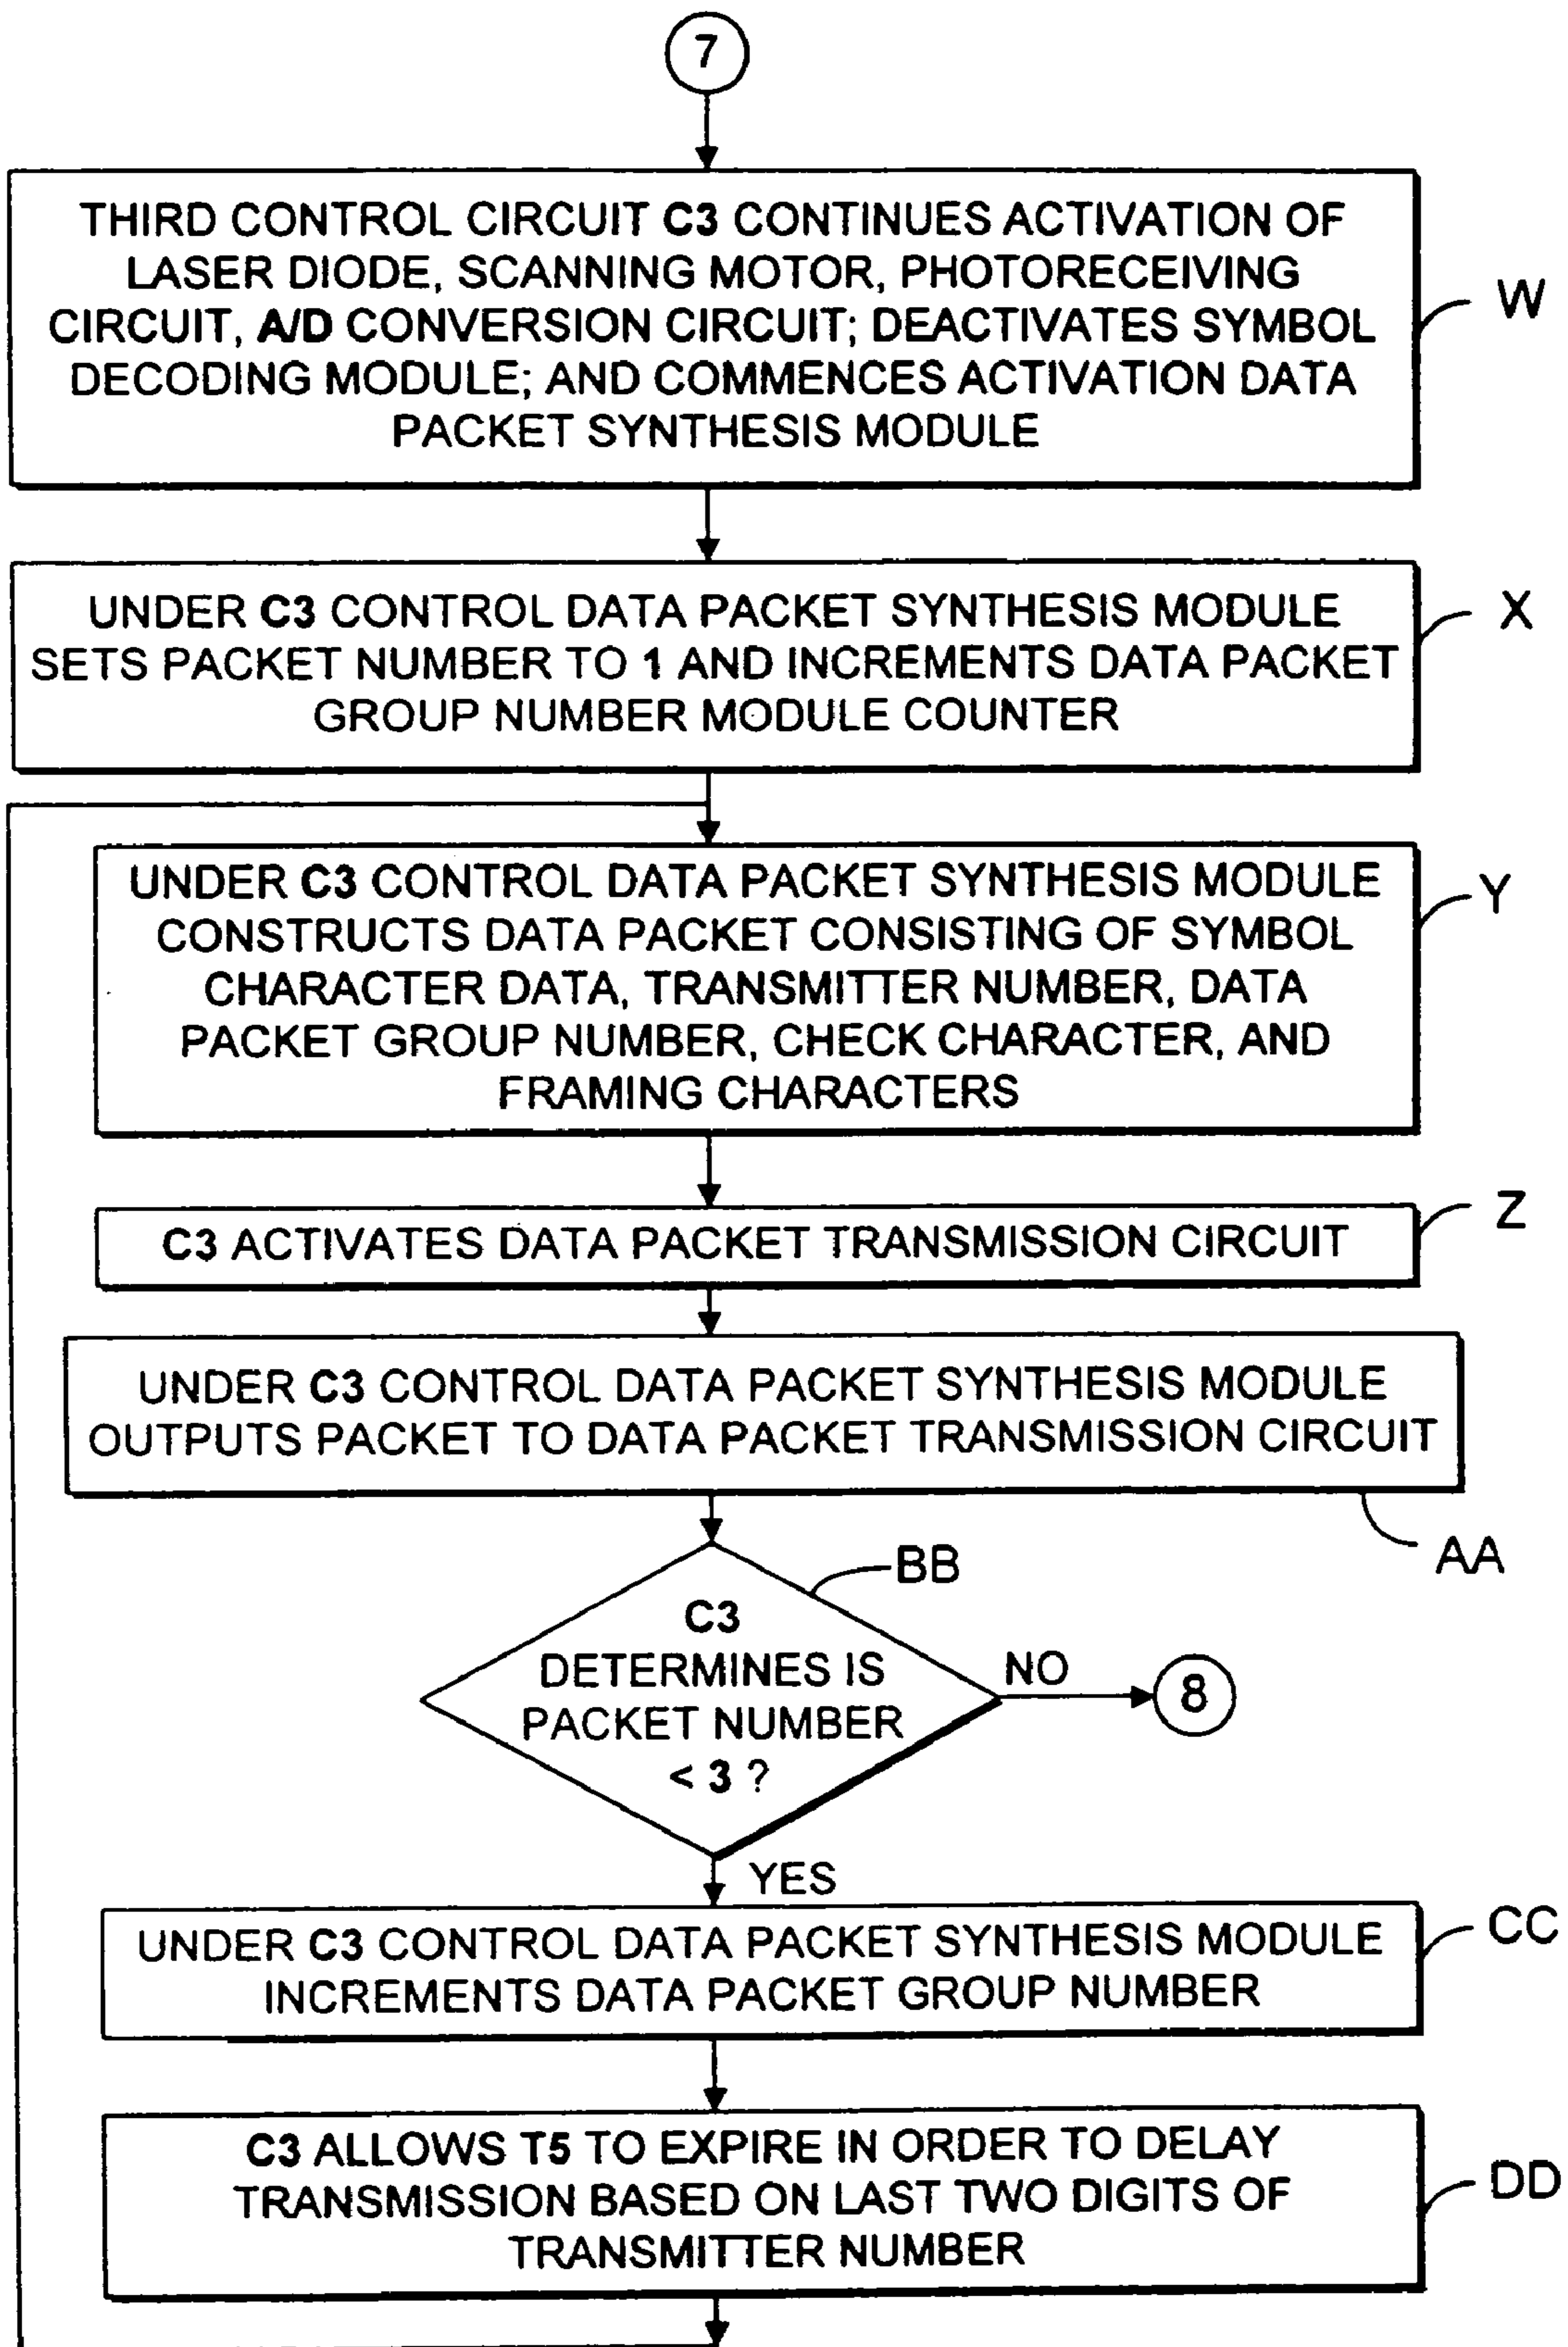 7
THIRD CONTROL CIRCUIT C3 CONTINUES ACTIVATION OF
LASER DIODE, SCANNING MOTOR, PHOTORECEIVING
CIRCUIT, A/D CONVERSION CIRCUIT; DEACTIVATES SYMBOL
DECODING MODULE; AND COMMENCES ACTIVATION DATA
PACKET SYNTHESIS MODULE
W
UNDER C3 CONTROL DATA PACKET SYNTHESIS MODULE
SETS PACKET NUMBER TO 1 AND INCREMENTS DATA PACKET
GROUP NUMBER MODULE COUNTER
X
UNDER C3 CONTROL DATA PACKET SYNTHESIS MODULE
CONSTRUCTS DATA PACKET CONSISTING OF SYMBOL
CHARACTER DATA, TRANSMITTER NUMBER, DATA
PACKET GROUP NUMBER, CHECK CHARACTER, AND
FRAMING CHARACTERS
Y
C3 ACTIVATES DATA PACKET TRANSMISSION CIRCUIT
Z
UNDER C3 CONTROL DATA PACKET SYNTHESIS MODULE
OUTPUTS PACKET TO DATA PACKET TRANSMISSION CIRCUIT
AA
BB
C3
DETERMINES IS
PACKET NUMBER
< 3 ?
NO
8
YES
UNDER C3 CONTROL DATA PACKET SYNTHESIS MODULE
INCREMENTS DATA PACKET GROUP NUMBER
CC
C3 ALLOWS T5 TO EXPIRE IN ORDER TO DELAY
TRANSMISSION BASED ON LAST TWO DIGITS OF
TRANSMITTER NUMBER
DD